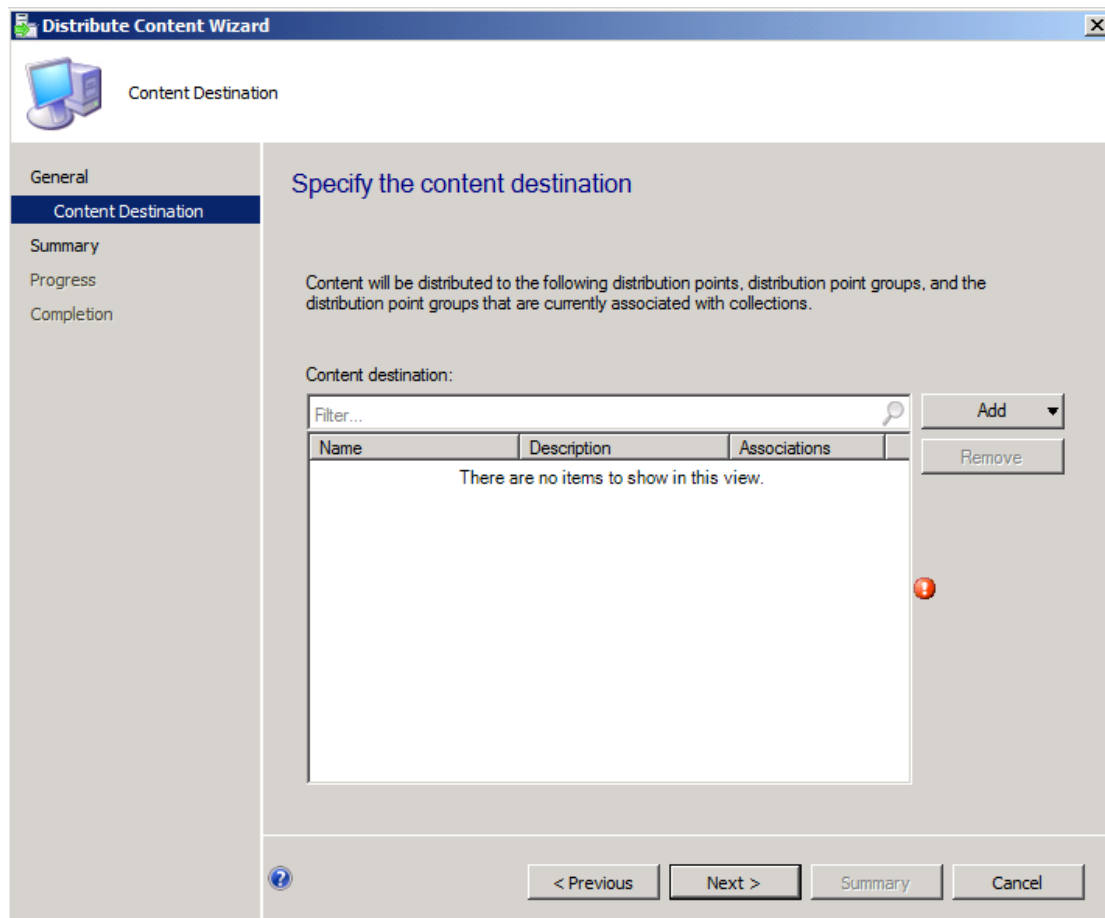 Distribute Content Wizard
Content Destination
General
Content Destination
Summary
Progress
Completion
Specify the content destination
Content will be distributed to the following distribution points, distribution point groups, and the
distribution point groups that are currently associated with collections.
Content destination:
Filter...
Add
Name Description Associations
Remove
There are no items to show in this view.
< Previous Next > Summary Cancel